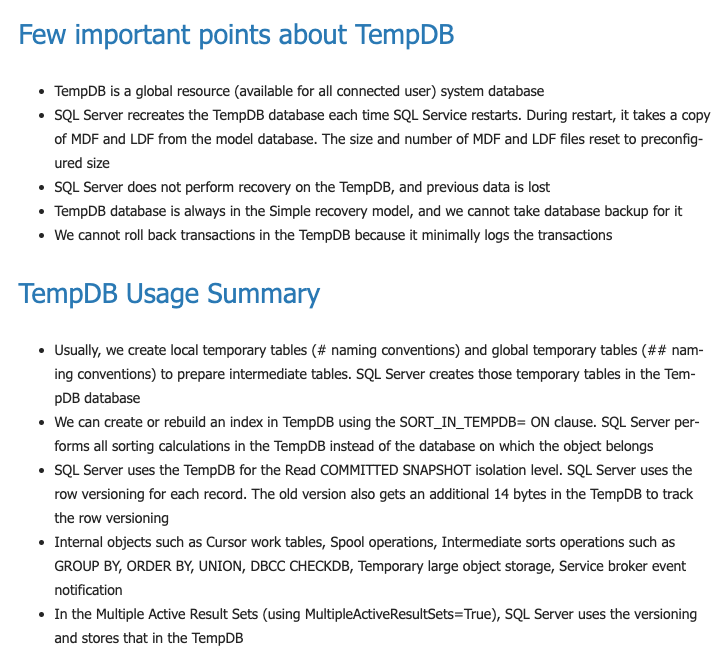 Few important points about TempDB
• TempDB is a global resource (available for all connected user) system database
• SQL Server recreates the TempDB database each time SQL Service restarts. During restart, it takes a copy
of MDF and LDF from the model database. The size and number of MDF and LDF files reset to preconfig-
ured size
• SQL Server does not perform recovery on the TempDB, and previous data is lost
• TempDB database is always in the Simple recovery model, and we cannot take database backup for it
• We cannot roll back transactions in the TempDB because it minimally logs the transactions
TempDB Usage Summary
• Usually, we create local temporary tables (# naming conventions) and global temporary tables (## nam-
ing conventions) to prepare intermediate tables. SQL Server creates those temporary tables in the Tem-
pDB database
• We can create or rebuild an index in TempDB using the SORT_IN_TEMPDB= ON clause. SQL Server per-
forms all sorting calculations in the TempDB instead of the database on which the object belongs
• SQL Server uses the TempDB for the Read COMMITTED SNAPSHOT isolation level. SQL Server uses the
row versioning for each record. The old version also gets an additional 14 bytes in the TempDB to track
the row versioning
• Internal objects such as Cursor work tables, Spool operations, Intermediate sorts operations such as
GROUP BY, ORDER BY, UNION, DBCC CHECKDB, Temporary large object storage, Service broker event
notification
• In the Multiple Active Result Sets (using MultipleActiveResultSets=True), SQL Server uses the versioning
and stores that in the TempDB